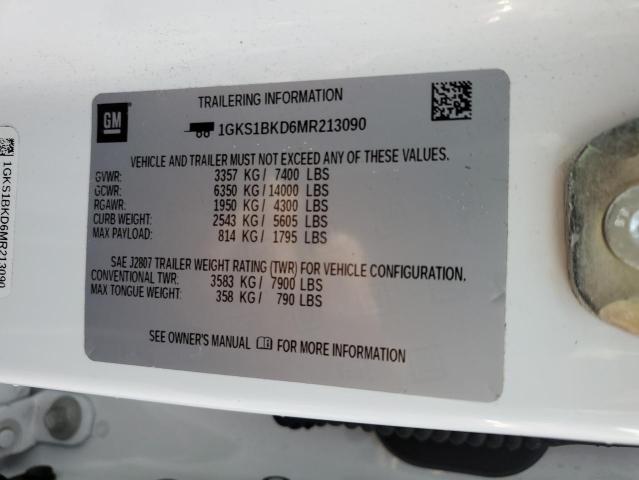 GM
TRAILERING INFORMATION
1GKS1BKD6MR213090
VEHICLE AND TRAILER MUST NOT EXCEED ANY OF THESE VALUES.
GVWR: 3357 KG / 7400 LBS
GCWR: 6350 KG / 14000 LBS
RGAWR: 1950 KG / 4300 LBS
CURB WEIGHT: 2543 KG / 5605 LBS
MAX PAYLOAD: 814 KG / 1795 LBS
SAE J2807 TRAILER WEIGHT RATING (TWR) FOR VEHICLE CONFIGURATION.
CONVENTIONAL TWR: 3583 KG / 7900 LBS
MAX TONGUE WEIGHT: 358 KG / 790 LBS
SEE OWNER'S MANUAL FOR MORE INFORMATION
1GKS1BKD6MR213090